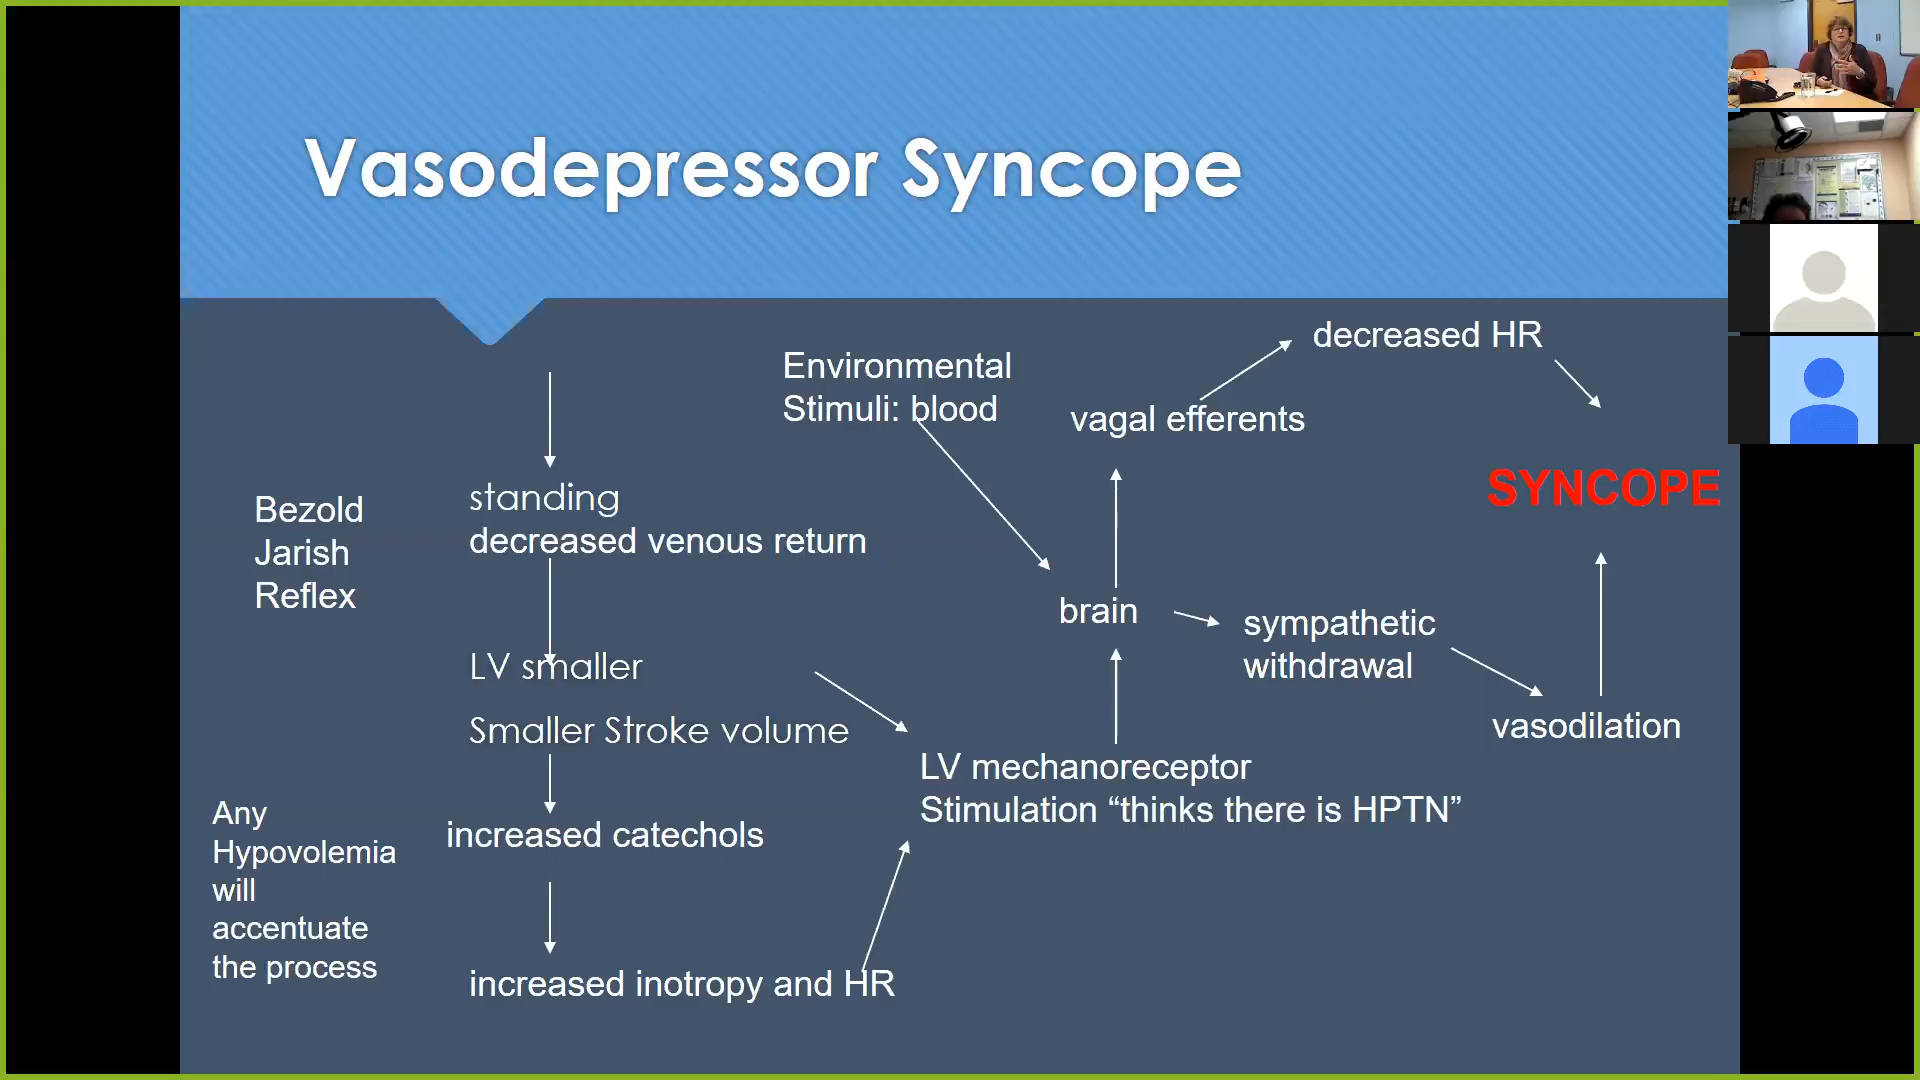 Vasodepressor Syncope
Bezold
Jarish
Reflex
Any
Hypovolemia
will
accentuate
the process
standing
decreased venous return
LV smaller
Smaller Stroke volume
increased catechols
increased inotropy and HR
Environmental
Stimuli: blood
LV mechanoreceptor
Stimulation “thinks there is HPTN”
brain
vagal efferents
decreased HR
sympathetic
withdrawal
vasodilation
SYNCOPE